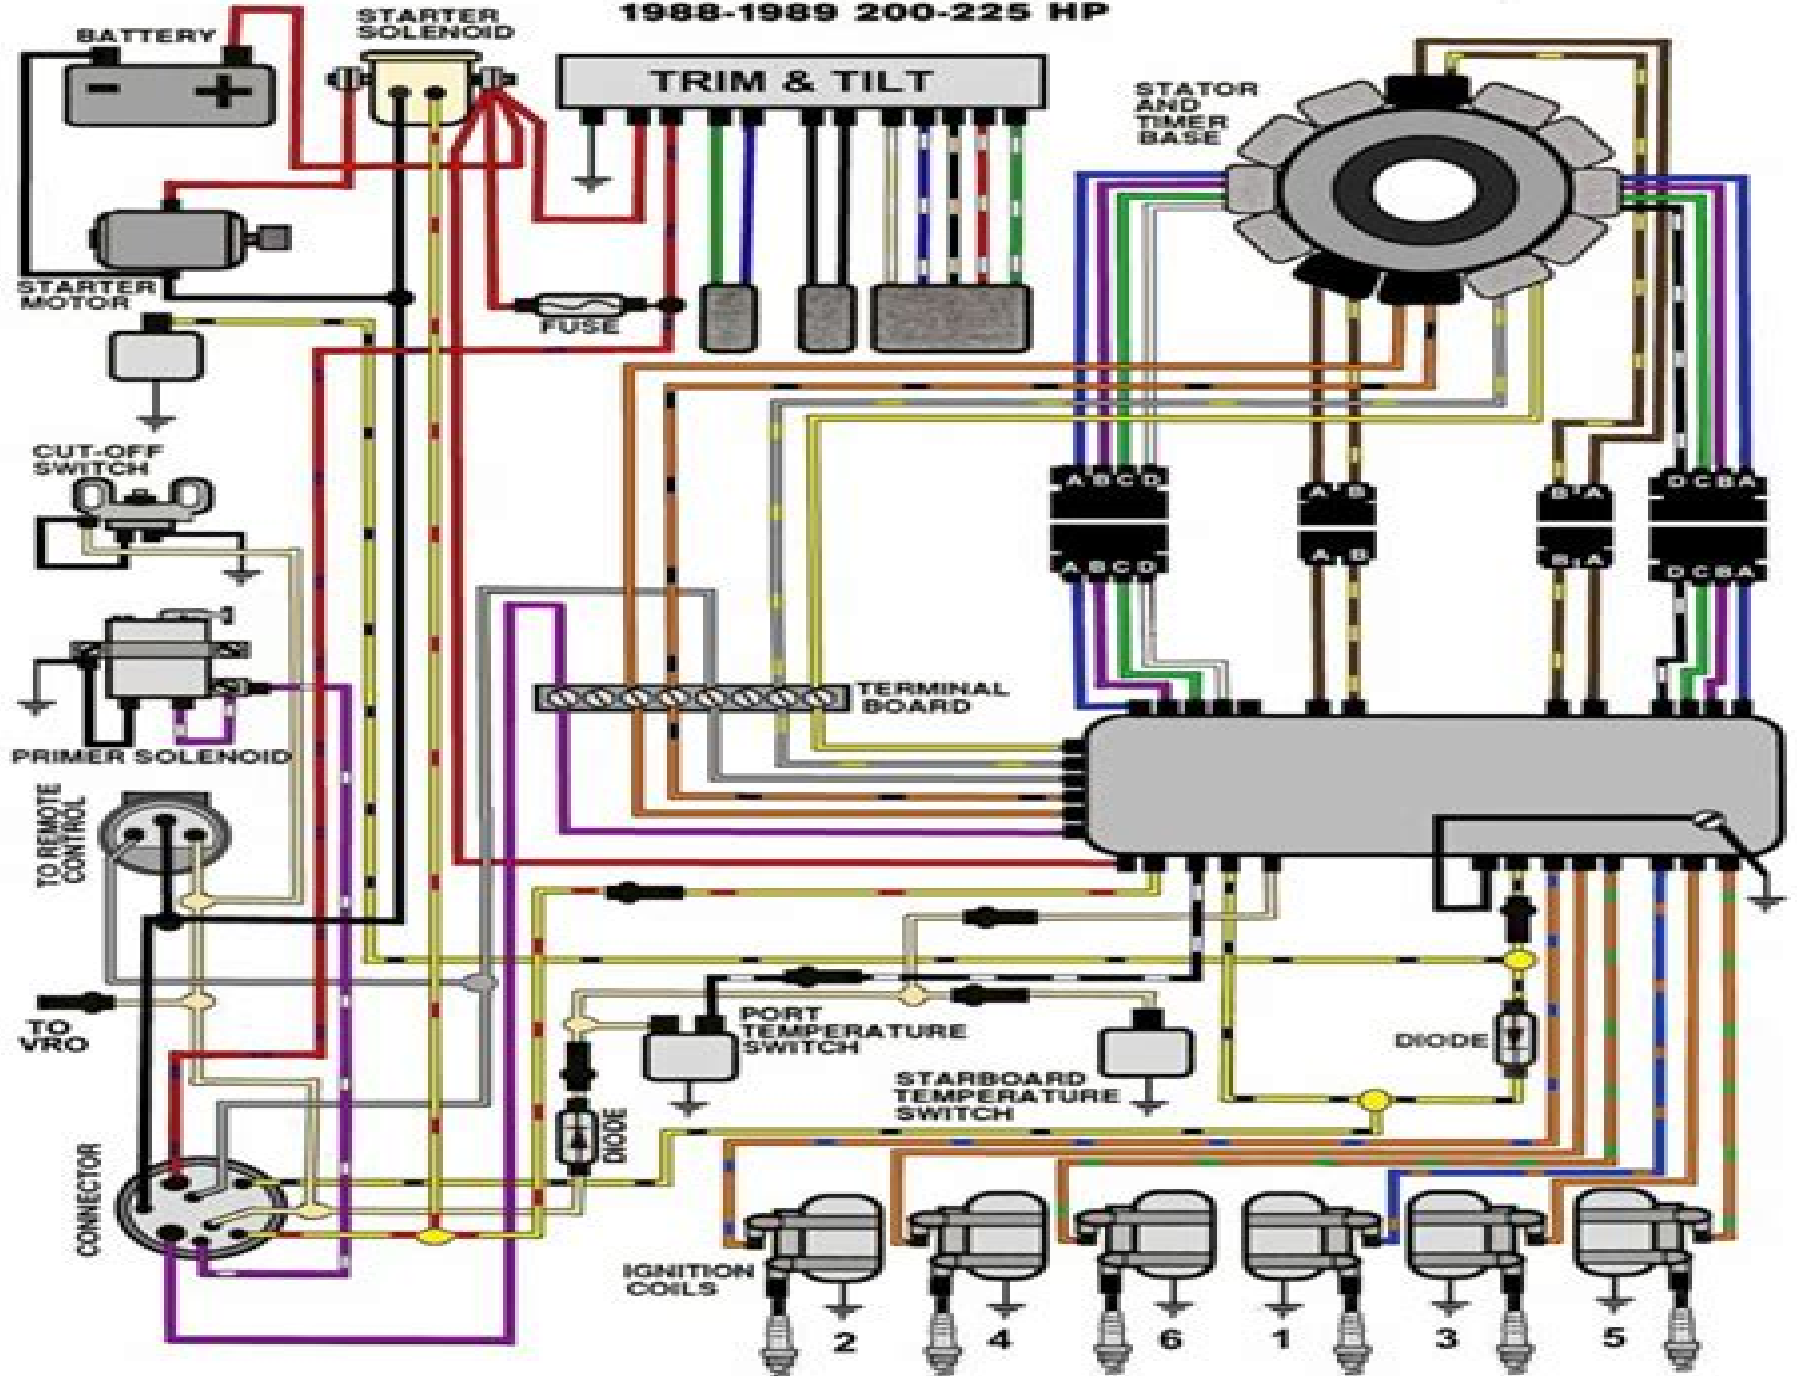 1988-1989 200-225 HP
BATTERY
- +
STARTER
SOLENOID
TRIM & TILT
STATOR
AND
TIMER
BASE
STARTER
MOTOR
FUSE
CUT-OFF
SWITCH
A B C D
A B
B A
D C B A
A B C D
A B
B A
D C B A
PRIMER SOLENOID
TERMINAL
BOARD
TO REMOTE
CONTROL
TO
VRO
PORT
TEMPERATURE
SWITCH
STARBOARD
TEMPERATURE
SWITCH
DIODE
DIODE
CONNECTOR
IGNITION
COILS
2
4
6
1
3
5